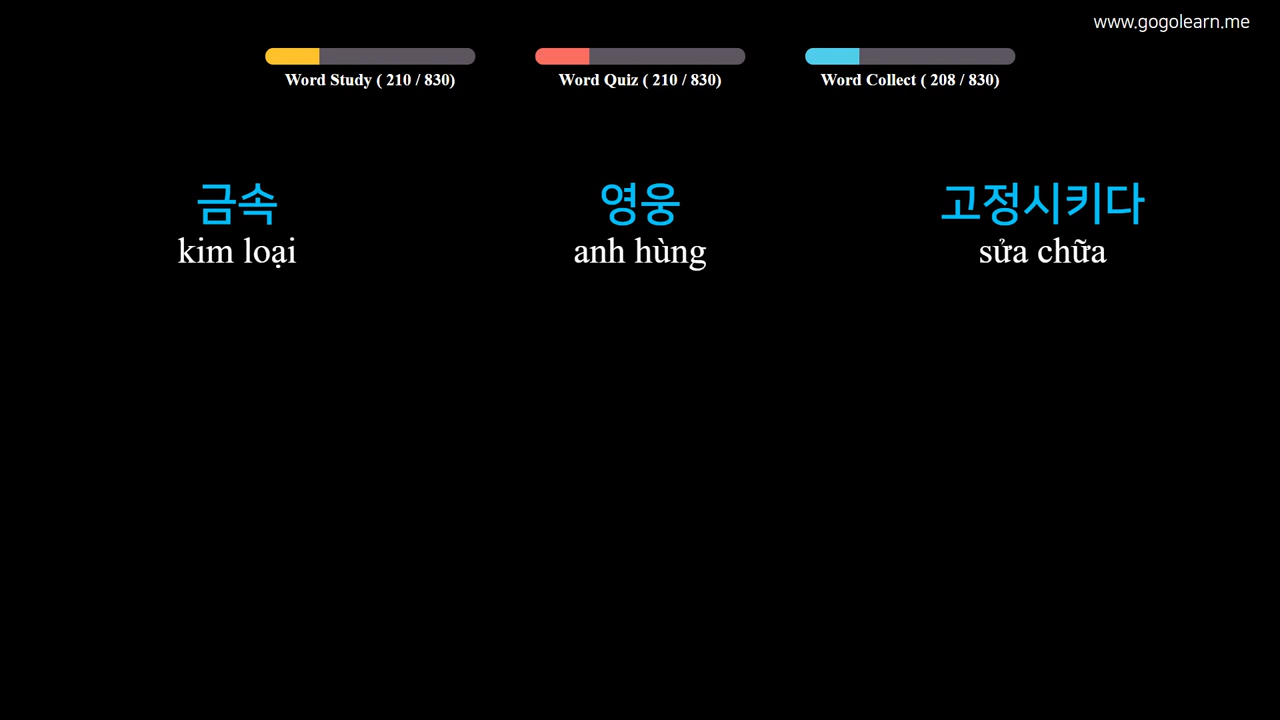 www.gogolearn.me
Word Study ( 210 / 830)
Word Quiz ( 210 / 830)
Word Collect ( 208 / 830)
금속
영웅
고정시키다
kim loại
anh hùng
sửa chữa